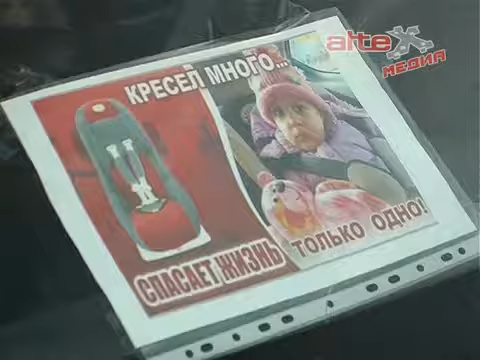 alteX
МЕДИА
КРЕСЕЛ МНОГО...
СПАСАЕТ ЖИЗНЬ
ТОЛЬКО ОДНО!